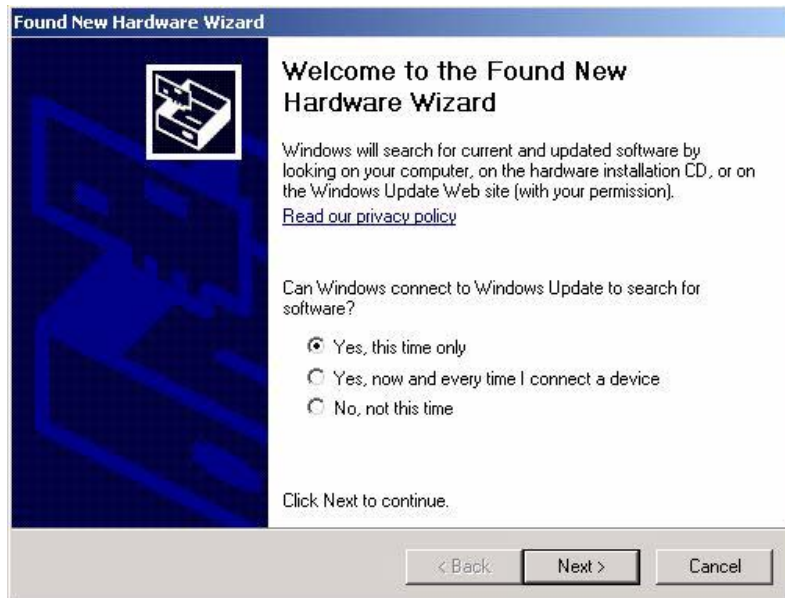 Found New Hardware Wizard
Welcome to the Found New
Hardware Wizard
Windows will search for current and updated software by
looking on your computer, on the hardware installation CD, or on
the Windows Update Web site (with your permission).
Read our privacy policy
Can Windows connect to Windows Update to search for
software?
Yes, this time only
Yes, now and every time I connect a device
No, not this time
Click Next to continue.
< Back
Next >
Cancel